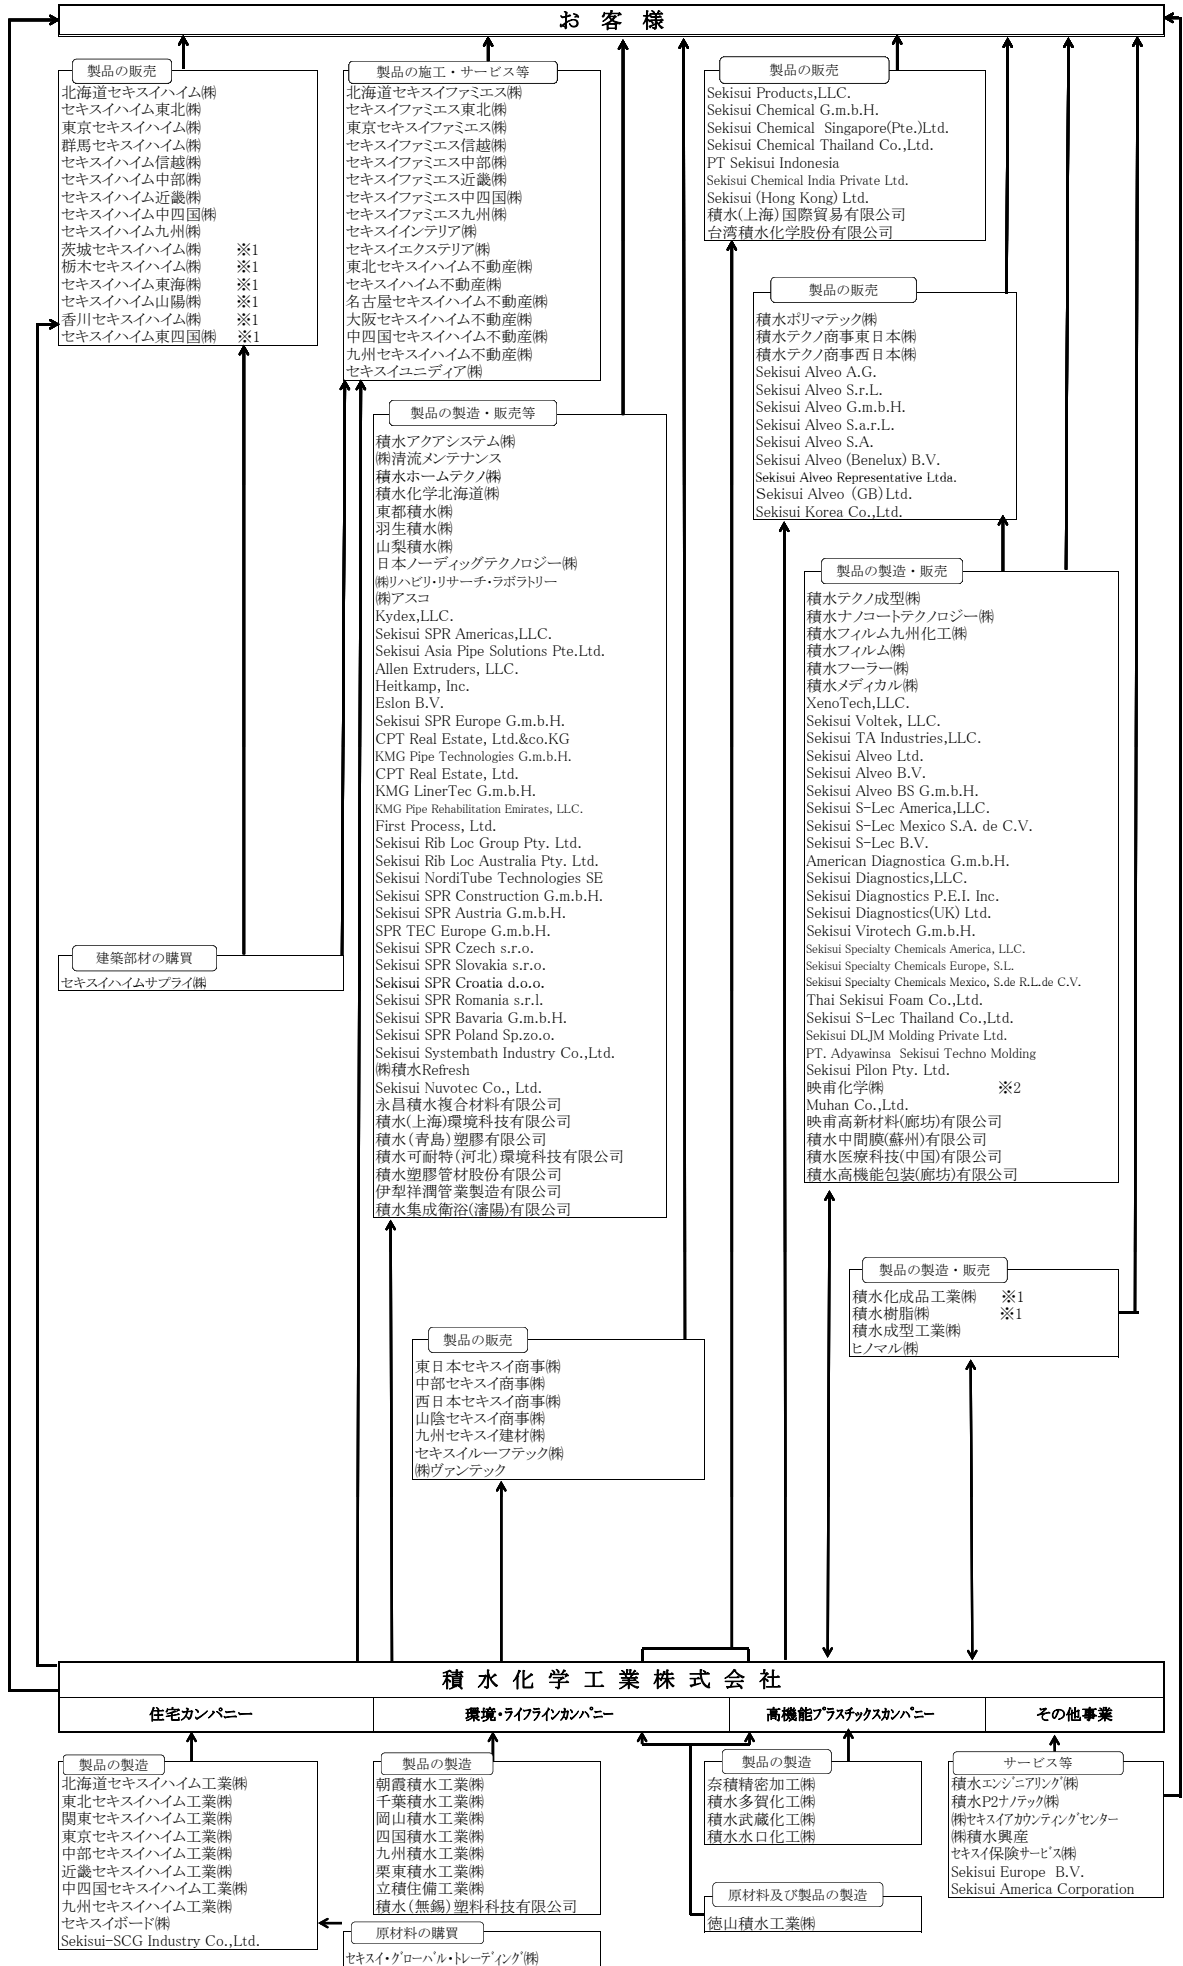 お客様
製品の販売
北海道セキスイハイム㈱
セキスイハイム東北㈱
東京セキスイハイム㈱
群馬セキスイハイム㈱
セキスイハイム信越㈱
セキスイハイム中部㈱
セキスイハイム近畿㈱
セキスイハイム中四国㈱
セキスイハイム九州㈱
茨城セキスイハイム㈱ ※1
栃木セキスイハイム㈱ ※1
セキスイハイム東海㈱ ※1
セキスイハイム山陽㈱ ※1
香川セキスイハイム㈱ ※1
セキスイハイム東四国㈱ ※1
製品の施工・サービス等
北海道セキスイファミエス㈱
セキスイファミエス東北㈱
東京セキスイファミエス㈱
セキスイファミエス信越㈱
セキスイファミエス中部㈱
セキスイファミエス近畿㈱
セキスイファミエス中四国㈱
セキスイファミエス九州㈱
セキスイインテリア㈱
セキスイエクステリア㈱
東北セキスイハイム不動産㈱
セキスイハイム不動産㈱
名古屋セキスイハイム不動産㈱
大阪セキスイハイム不動産㈱
中四国セキスイハイム不動産㈱
九州セキスイハイム不動産㈱
セキスイユニディア㈱
製品の販売
Sekisui Products,LLC.
Sekisui Chemical G.m.b.H.
Sekisui Chemical Singapore(Pte.)Ltd.
Sekisui Chemical Thailand Co.,Ltd.
PT Sekisui Indonesia
Sekisui Chemical India Private Ltd.
Sekisui (Hong Kong) Ltd.
積水(上海)国際貿易有限公司
台湾積水化学股份有限公司
製品の販売
積水ポリマテック㈱
積水テクノ商事東日本㈱
積水テクノ商事西日本㈱
Sekisui Alveo A.G.
Sekisui Alveo S.r.L.
Sekisui Alveo G.m.b.H.
Sekisui Alveo S.a.r.L.
Sekisui Alveo S.A.
Sekisui Alveo (Benelux) B.V.
Sekisui Alveo Representative Ltda.
Sekisui Alveo (GB)Ltd.
Sekisui Korea Co.,Ltd.
製品の製造・販売等
積水アクアシステム㈱
㈱清流メンテナンス
積水ホームテクノ㈱
積水化学北海道㈱
東都積水㈱
羽生積水㈱
山梨積水㈱
日本ノーディッグテクノロジー㈱
㈱リハビリ・リサーチ・ラボラトリー
㈱アスコ
Kydex,LLC.
Sekisui SPR Americas,LLC.
Sekisui Asia Pipe Solutions Pte.Ltd.
Allen Extruders, LLC.
Heitkamp, Inc.
Eslon B.V.
Sekisui SPR Europe G.m.b.H.
CPT Real Estate, Ltd.&co.KG
KMG Pipe Technologies G.m.b.H.
CPT Real Estate, Ltd.
KMG LinerTec G.m.b.H.
KMG Pipe Rehabilitation Emirates, LLC.
First Process, Ltd.
Sekisui Rib Loc Group Pty. Ltd.
Sekisui Rib Loc Australia Pty. Ltd.
Sekisui NordiTube Technologies SE
Sekisui SPR Construction G.m.b.H.
Sekisui SPR Austria G.m.b.H.
SPR TEC Europe G.m.b.H.
Sekisui SPR Czech s.r.o.
Sekisui SPR Slovakia s.r.o.
Sekisui SPR Croatia d.o.o.
Sekisui SPR Romania s.r.l.
Sekisui SPR Bavaria G.m.b.H.
Sekisui SPR Poland Sp.zo.o.
Sekisui Systembath Industry Co.,Ltd.
㈱積水Refresh
Sekisui Nuvotec Co., Ltd.
永昌積水複合材料有限公司
積水(上海)環境科技有限公司
積水(青島)塑膠有限公司
積水可耐特(河北)環境科技有限公司
積水塑膠管材股份有限公司
伊犁祥潤管業製造有限公司
積水集成衛浴(瀋陽)有限公司
製品の製造・販売
積水テクノ成型㈱
積水ナノコートテクノロジー㈱
積水フィルム九州化工㈱
積水フィルム㈱
積水フーラー㈱
積水メディカル㈱
XenoTech,LLC.
Sekisui Voltek, LLC.
Sekisui TA Industries,LLC.
Sekisui Alveo Ltd.
Sekisui Alveo B.V.
Sekisui Alveo BS G.m.b.H.
Sekisui S-Lec America,LLC.
Sekisui S-Lec Mexico S.A. de C.V.
Sekisui S-Lec B.V.
American Diagnostica G.m.b.H.
Sekisui Diagnostics,LLC.
Sekisui Diagnostics P.E.I. Inc.
Sekisui Diagnostics(UK) Ltd.
Sekisui Virotech G.m.b.H.
Sekisui Specialty Chemicals America, LLC.
Sekisui Specialty Chemicals Europe, S.L.
Sekisui Specialty Chemicals Mexico, S.de R.L.de C.V.
Thai Sekisui Foam Co.,Ltd.
Sekisui S-Lec Thailand Co.,Ltd.
Sekisui DLJM Molding Private Ltd.
PT. Adyawinsa Sekisui Techno Molding
Sekisui Pilon Pty. Ltd.
映甫化学㈱ ※2
Muhan Co.,Ltd.
映甫高新材料(廊坊)有限公司
積水中間膜(蘇州)有限公司
積水医療科技(中国)有限公司
積水高機能包装(廊坊)有限公司
建築部材の購買
セキスイハイムサプライ㈱
製品の製造・販売
積水化成品工業㈱ ※1
積水樹脂㈱ ※1
積水成型工業㈱
ヒノマル㈱
製品の販売
東日本セキスイ商事㈱
中部セキスイ商事㈱
西日本セキスイ商事㈱
山陰セキスイ商事㈱
九州セキスイ建材㈱
セキスイルーフテック㈱
㈱ヴァンテック
積水化学工業株式会社
住宅カンパニー
環境・ライフラインカンパニー
高機能プラスチックスカンパニー
その他事業
製品の製造
北海道セキスイハイム工業㈱
東北セキスイハイム工業㈱
関東セキスイハイム工業㈱
東京セキスイハイム工業㈱
中部セキスイハイム工業㈱
近畿セキスイハイム工業㈱
中四国セキスイハイム工業㈱
九州セキスイハイム工業㈱
セキスイボード㈱
Sekisui-SCG Industry Co.,Ltd.
製品の製造
朝霞積水工業㈱
千葉積水工業㈱
岡山積水工業㈱
四国積水工業㈱
九州積水工業㈱
栗東積水工業㈱
立積住備工業㈱
積水(無錫)塑料科技有限公司
原材料の購買
セキスイ・グローバル・トレーディング㈱
製品の製造
奈積精密加工㈱
積水多賀化工㈱
積水武蔵化工㈱
積水水口化工㈱
原材料及び製品の製造
徳山積水工業㈱
サービス等
積水エンジニアリング㈱
積水P2ナノテック㈱
㈱セキスイアカウンティングセンター
㈱積水興産
セキスイ保険サービス㈱
Sekisui Europe B.V.
Sekisui America Corporation